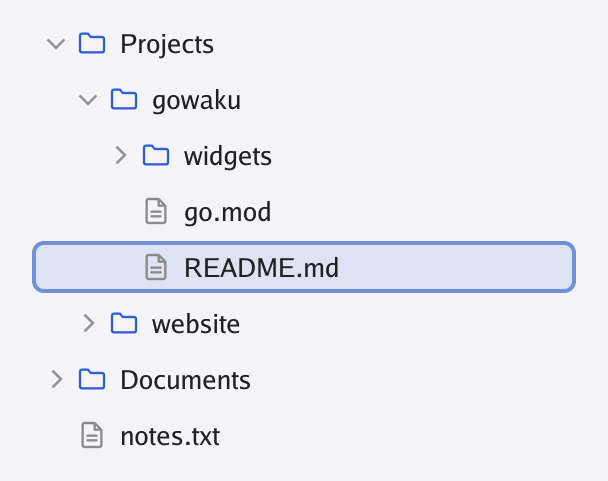 Projects
gowaku
widgets
go.mod
README.md
website
Documents
notes.txt